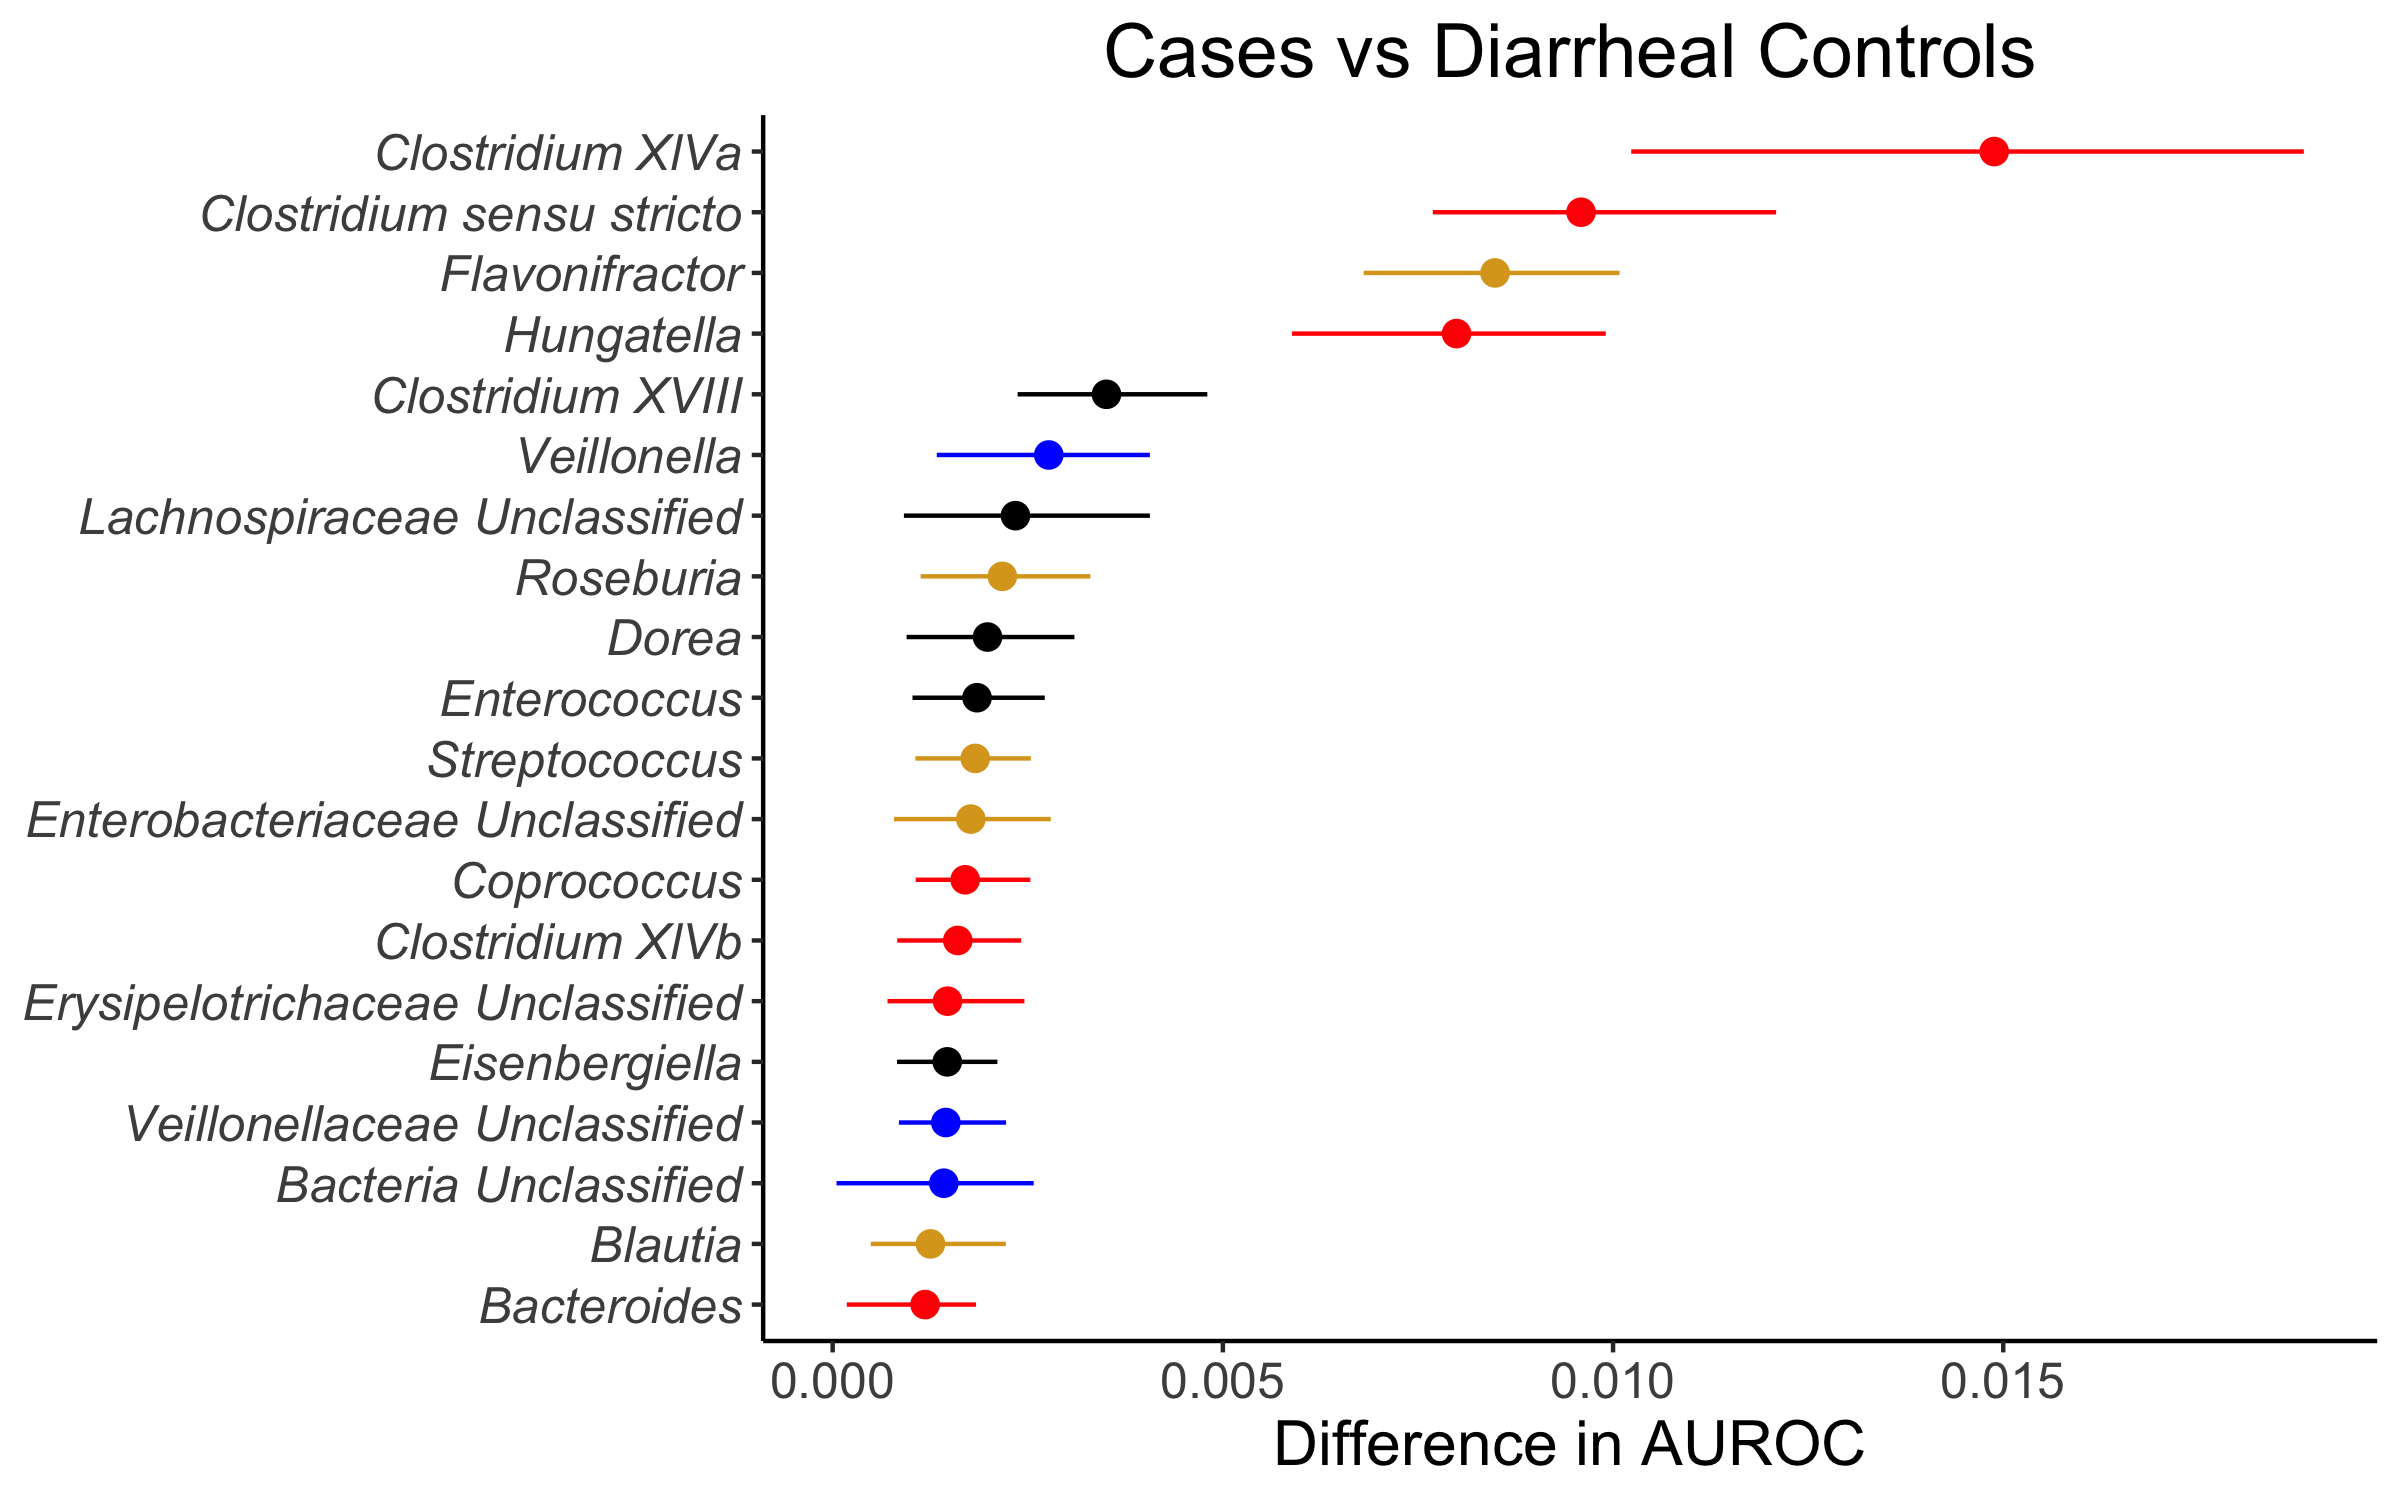 Cases vs Diarrheal Controls
Clostridium XIVa
Clostridium sensu stricto
Flavonifractor
Hungatella
Clostridium XVIII
Veillonella
Lachnospiraceae Unclassified
Roseburia
Dorea
Enterococcus
Streptococcus
Enterobacteriaceae Unclassified
Coprococcus
Clostridium XIVb
Erysipelotrichaceae Unclassified
Eisenbergiella
Veillonellaceae Unclassified
Bacteria Unclassified
Blautia
Bacteroides
0.000 0.005 0.010 0.015
Difference in AUROC